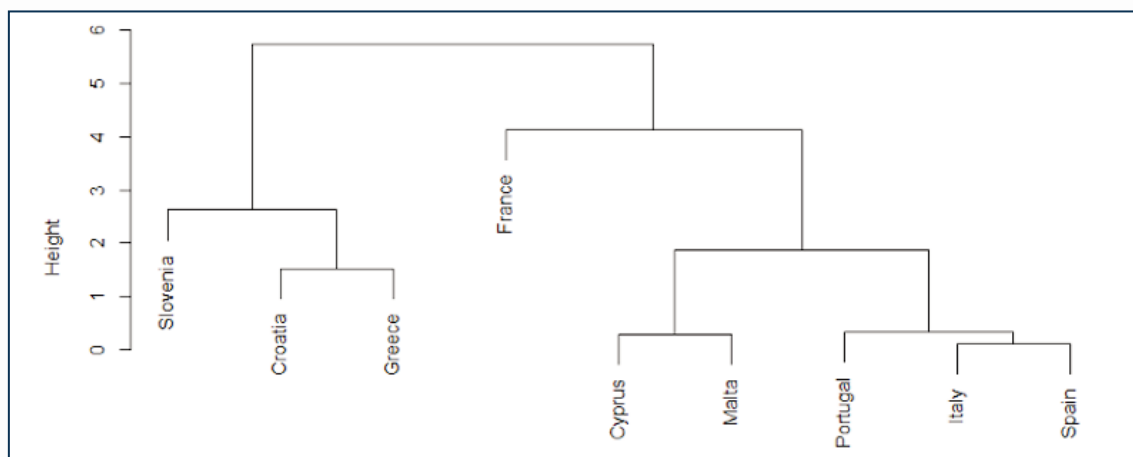 6
5
4
3
2
1
0
Height
Slovenia
Croatia
Greece
France
Cyprus
Malta
Portugal
Italy
Spain